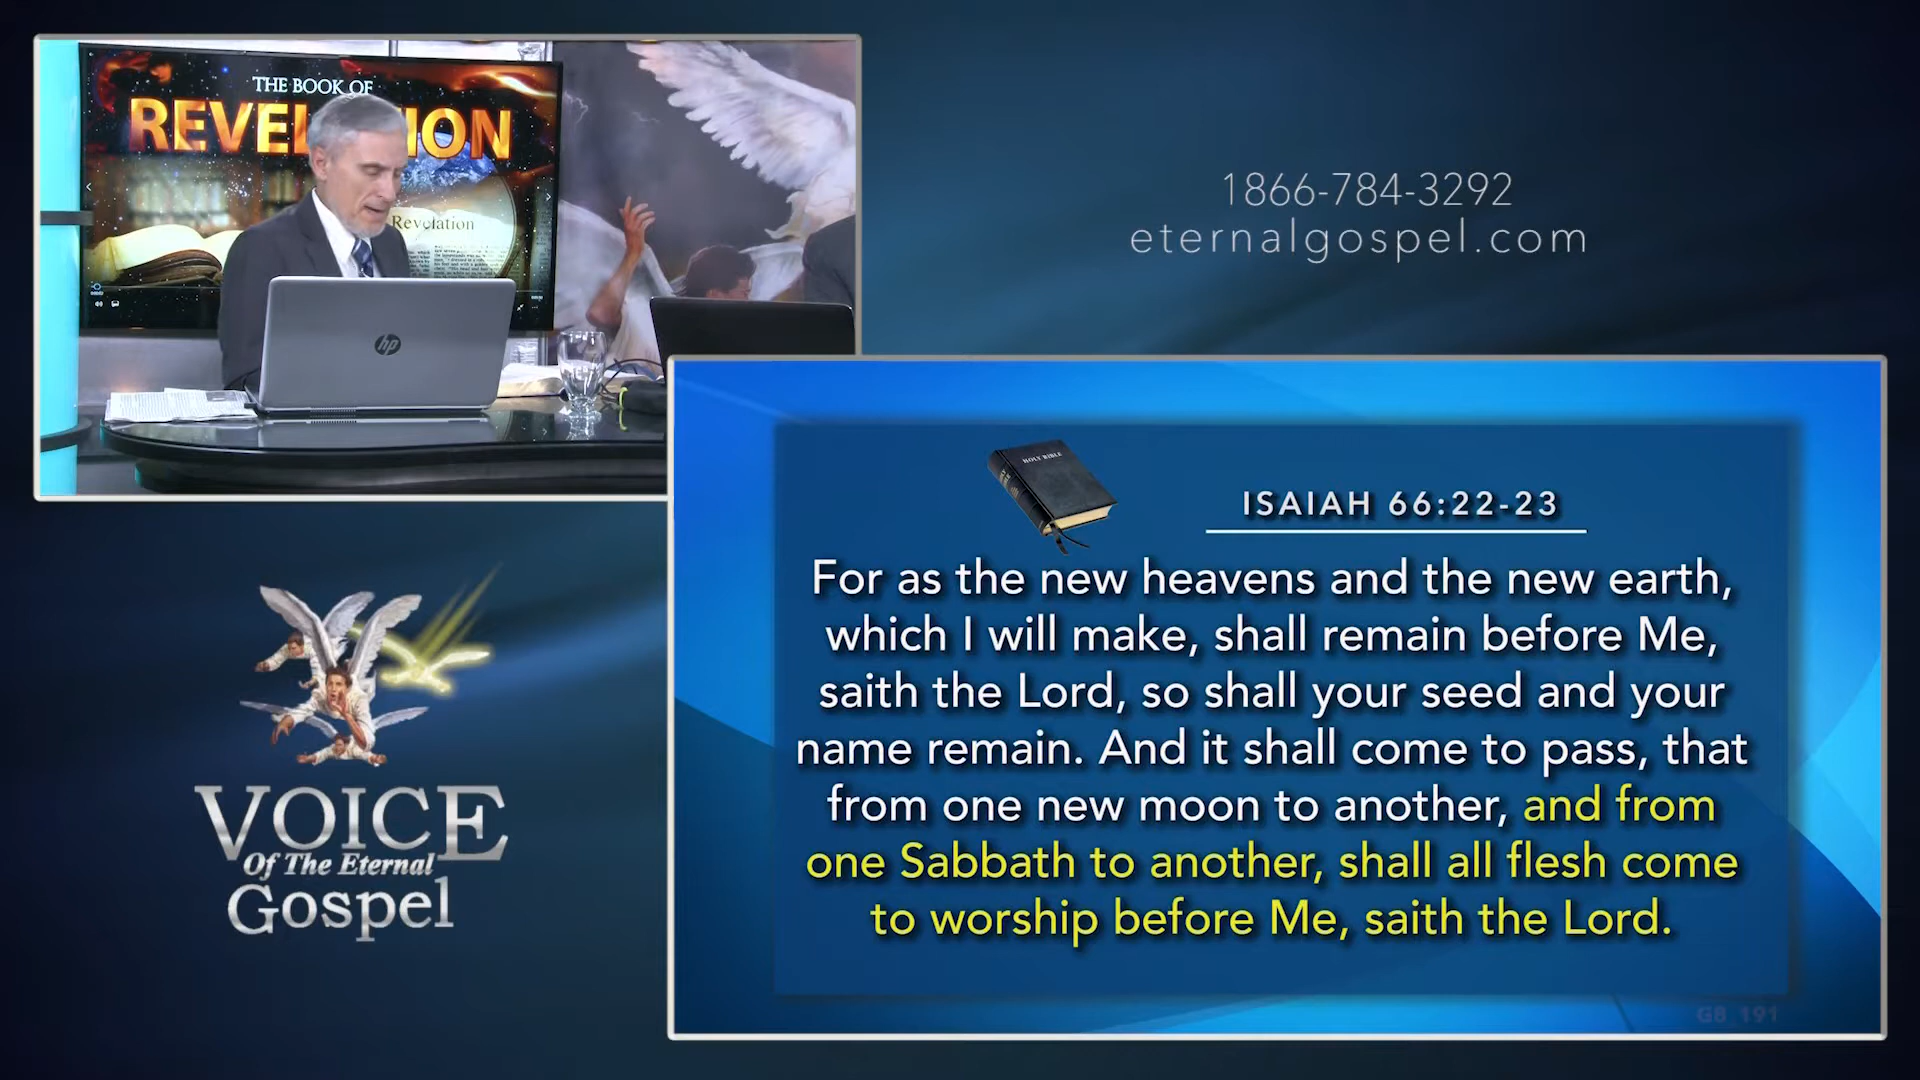 THE BOOK OF
Revelation
hp
1866-784-3292
eternalgospel.com
HOLY BIBLE
ISAIAH 66:22-23
For as the new heavens and the new earth,
which I will make, shall remain before Me,
saith the Lord, so shall your seed and your
name remain. And it shall come to pass, that
from one new moon to another, and from
one Sabbath to another, shall all flesh come
to worship before Me, saith the Lord.
VOICE
Of The Eternal
Gospel